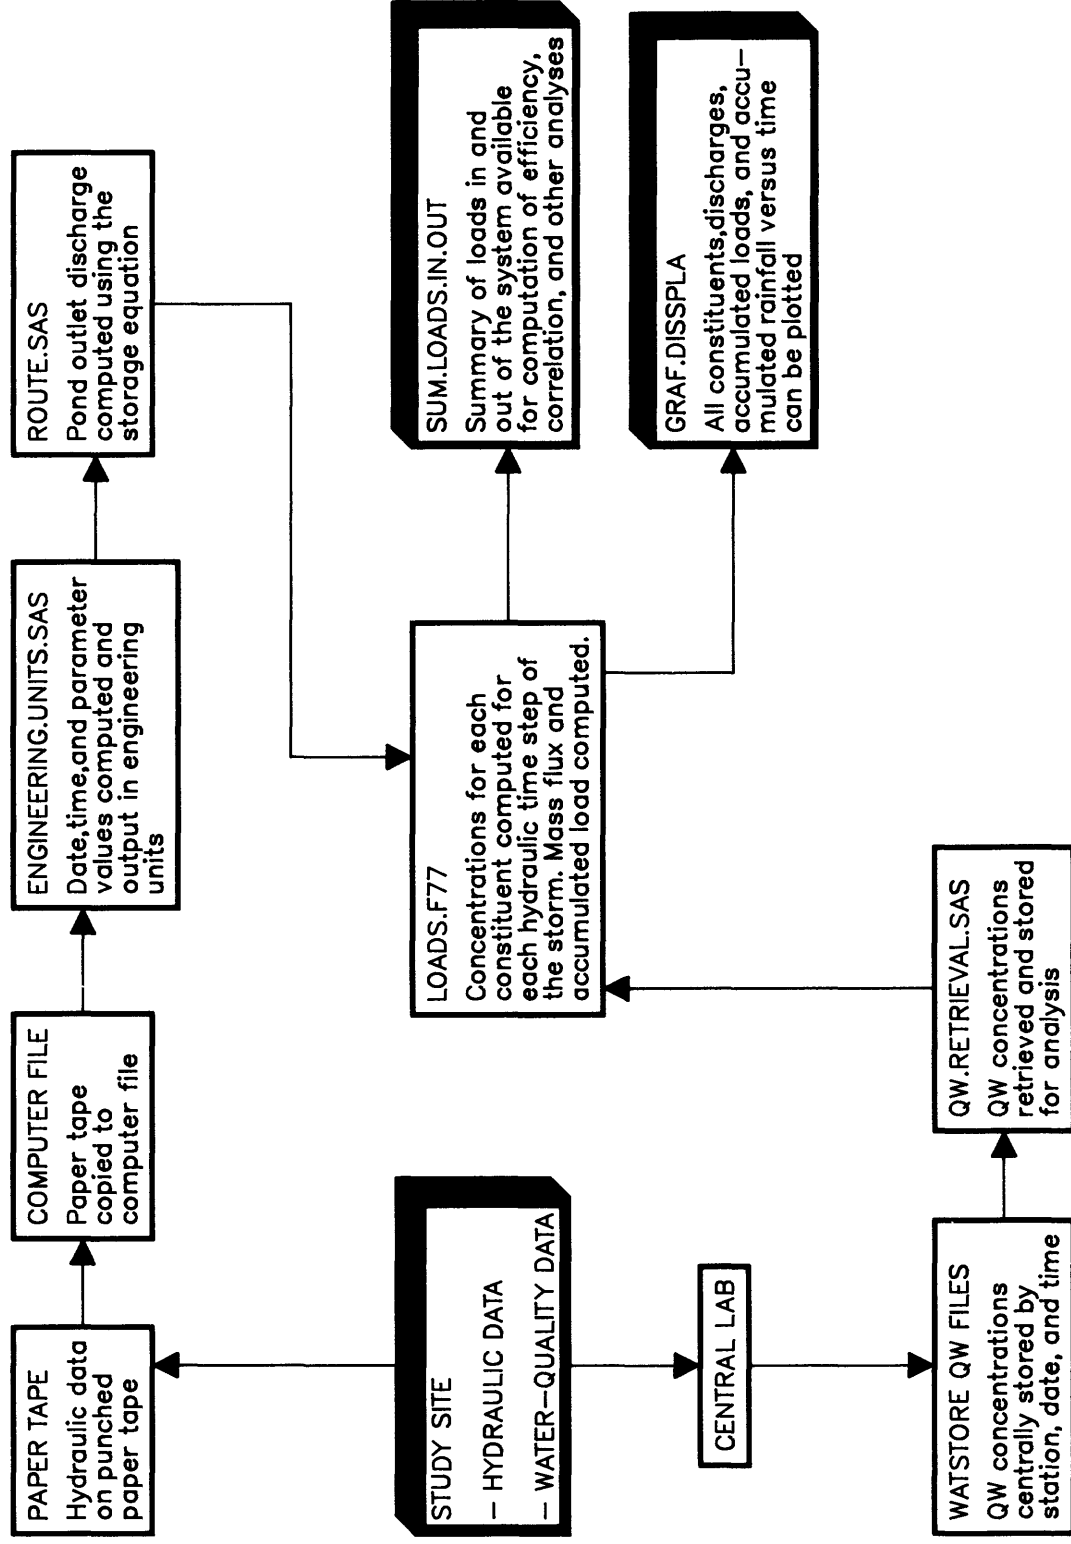 PAPER TAPE
Hydraulic data
on punched
paper tape
COMPUTER FILE
Paper tape
copied to
computer file
ENGINEERING.UNITS.SAS
Date,time,and parameter
values computed and
output in engineering
units
ROUTE.SAS
Pond outlet discharge
computed using the
storage equation
STUDY SITE
– HYDRAULIC DATA
– WATER–QUALITY DATA
LOADS.F77
Concentrations for each
constituent computed for
each hydraulic time step of
the storm. Mass flux and
accumulated load computed.
SUM.LOADS.IN.OUT
Summary of loads in and
out of the system available
for computation of efficiency,
correlation, and other analyses
GRAF.DISSPLA
All constituents,discharges,
accumulated loads, and accu–
mulated rainfall versus time
can be plotted
CENTRAL LAB
WATSTORE QW FILES
QW concentrations
centrally stored by
station, date, and time
QW.RETRIEVAL.SAS
QW concentrations
retrieved and stored
for analysis